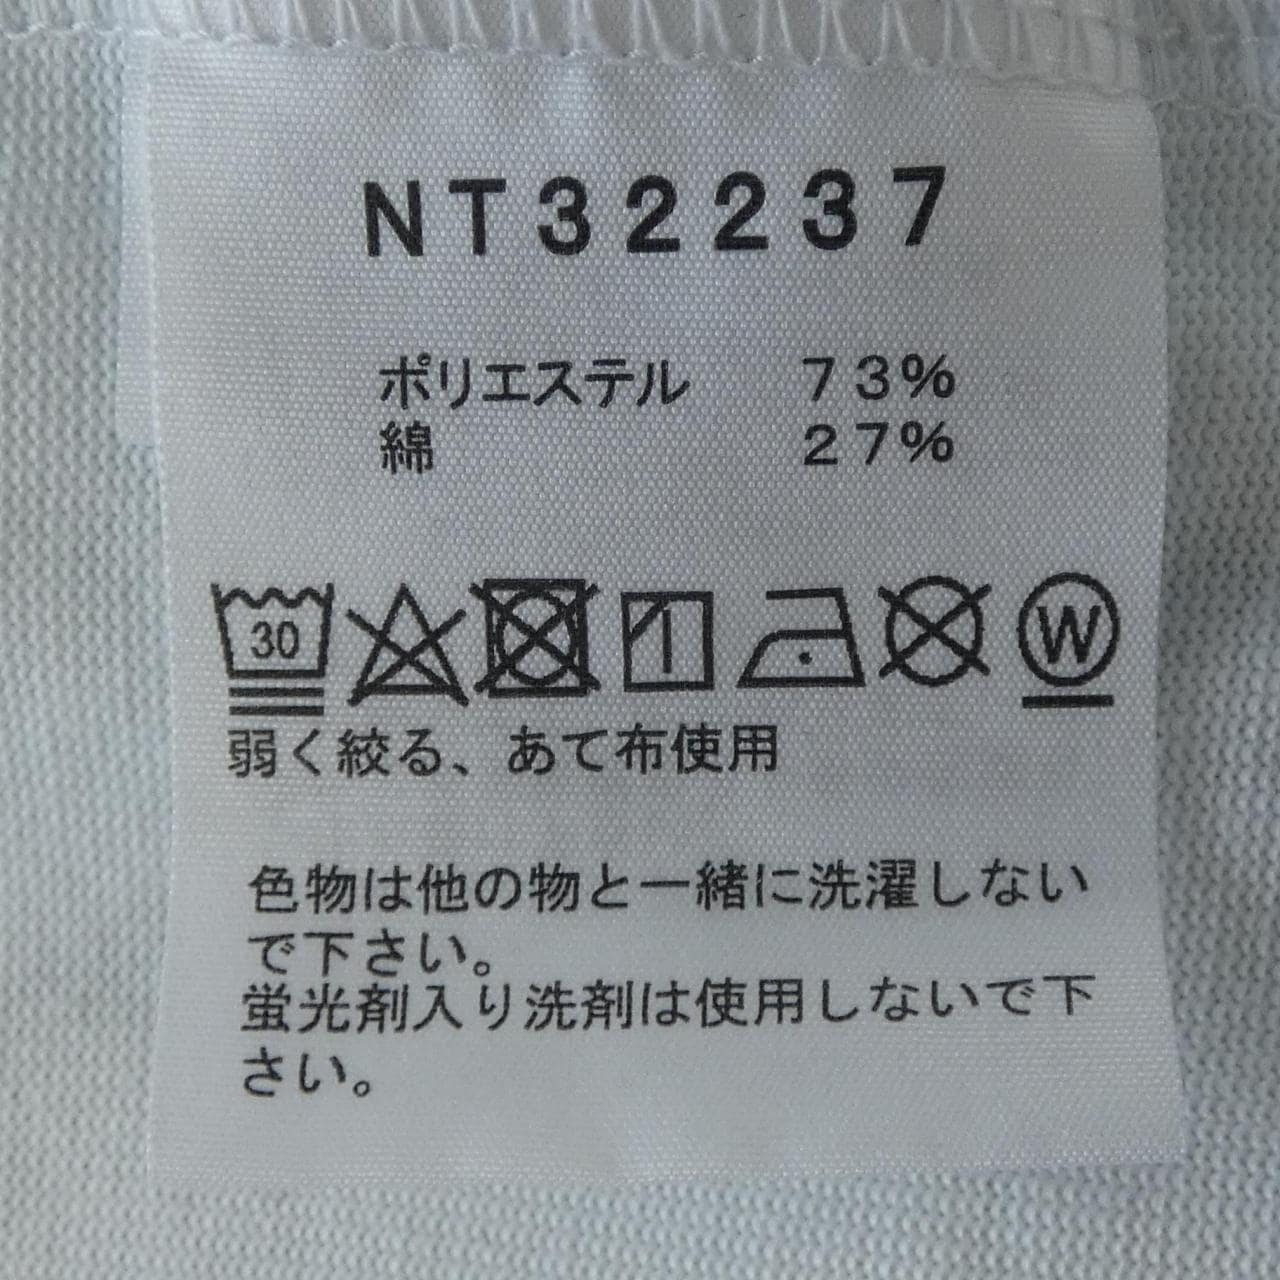 NT32237
ポリエステル 73%
綿 27%
30 W
弱く絞る、あて布使用
色物は他の物と一緒に洗濯しない
で下さい。
蛍光剤入り洗剤は使用しないで下
さい。